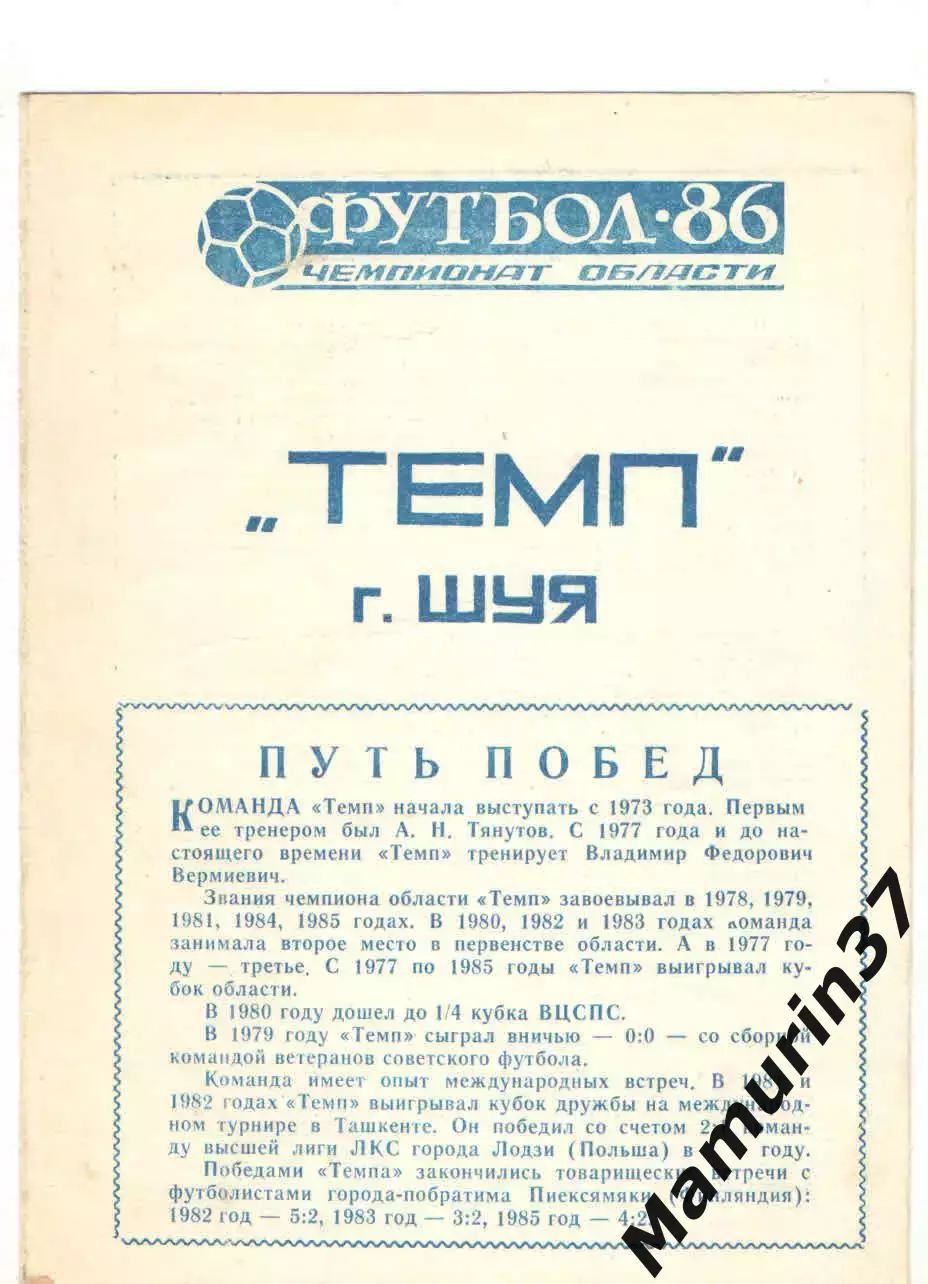 ФУТБОЛ·86
ЧЕМПИОНАТ ОБЛАСТИ
„ТЕМП“
г. ШУЯ
ПУТЬ ПОБЕД
КОМАНДА «Темп» начала выступать с 1973 года. Первым
ее тренером был А. Н. Тянутов. С 1977 года и до на-
стоящего времени «Темп» тренирует Владимир Федорович
Вермиевич.
Звания чемпиона области «Темп» завоевывал в 1978, 1979,
1981, 1984, 1985 годах. В 1980, 1982 и 1983 годах команда
занимала второе место в первенстве области. А в 1977 го-
ду — третье. С 1977 по 1985 годы «Темп» выигрывал ку-
бок области.
В 1980 году дошел до 1/4 кубка ВЦСПС.
В 1979 году «Темп» сыграл вничью — 0:0 — со сборной
командой ветеранов советского футбола.
Команда имеет опыт международных встреч. В и
1982 годах «Темп» выигрывал кубок дружбы на международ-
ном турнире в Ташкенте. Он победил со счетом коман-
ду высшей лиги ЛКС города Лодзи (Польша) в году.
Победами «Темпа» закончились товарищеские встречи с
футболистами города-побратима Пиексямяки (Финляндия):
1982 год — 5:2, 1983 год — 3:2, 1985 год — 4:2.
Mamurin37